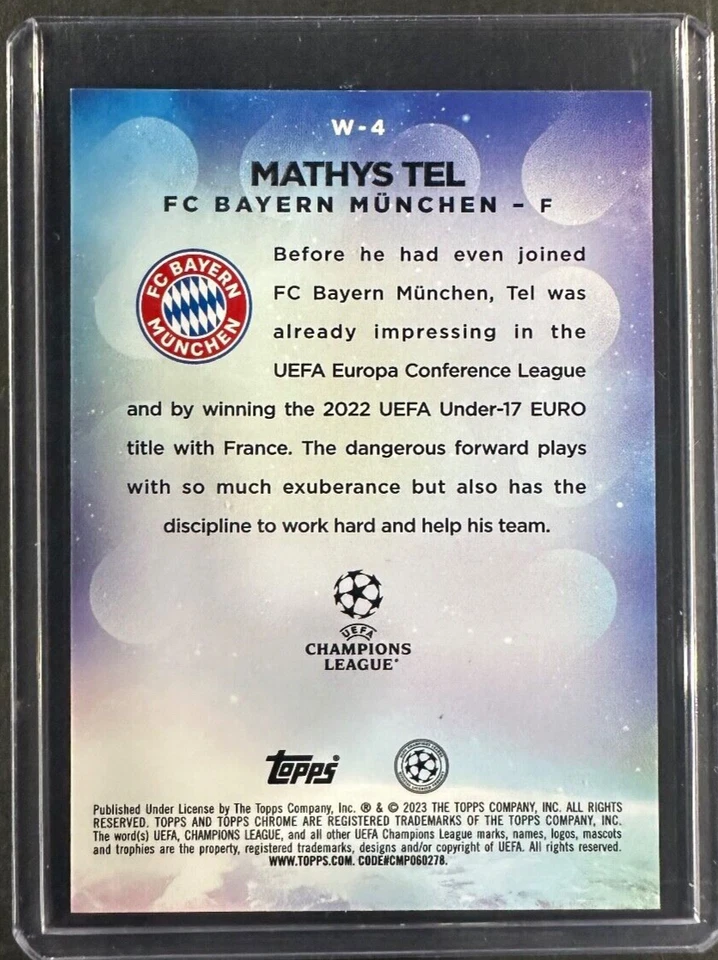 W-4
MATHYS TEL
FC BAYERN MÜNCHEN – F
FC BAYERN
MÜNCHEN
Before he had even joined
FC Bayern München, Tel was
already impressing in the
UEFA Europa Conference League
and by winning the 2022 UEFA Under-17 EURO
title with France. The dangerous forward plays
with so much exuberance but also has the
discipline to work hard and help his team.
UEFA
CHAMPIONS
LEAGUE®
Topps
Published Under License by The Topps Company, Inc. ® & © 2023 THE TOPPS COMPANY, INC. ALL RIGHTS
RESERVED. TOPPS AND TOPPS CHROME ARE REGISTERED TRADEMARKS OF THE TOPPS COMPANY, INC.
The word(s) UEFA, CHAMPIONS LEAGUE, and all other UEFA Champions League marks, names, logos, mascots
and trophies are the property, registered trademarks, designs and/or copyright of UEFA. All rights reserved.
WWW.TOPPS.COM. CODE#CMP060278.